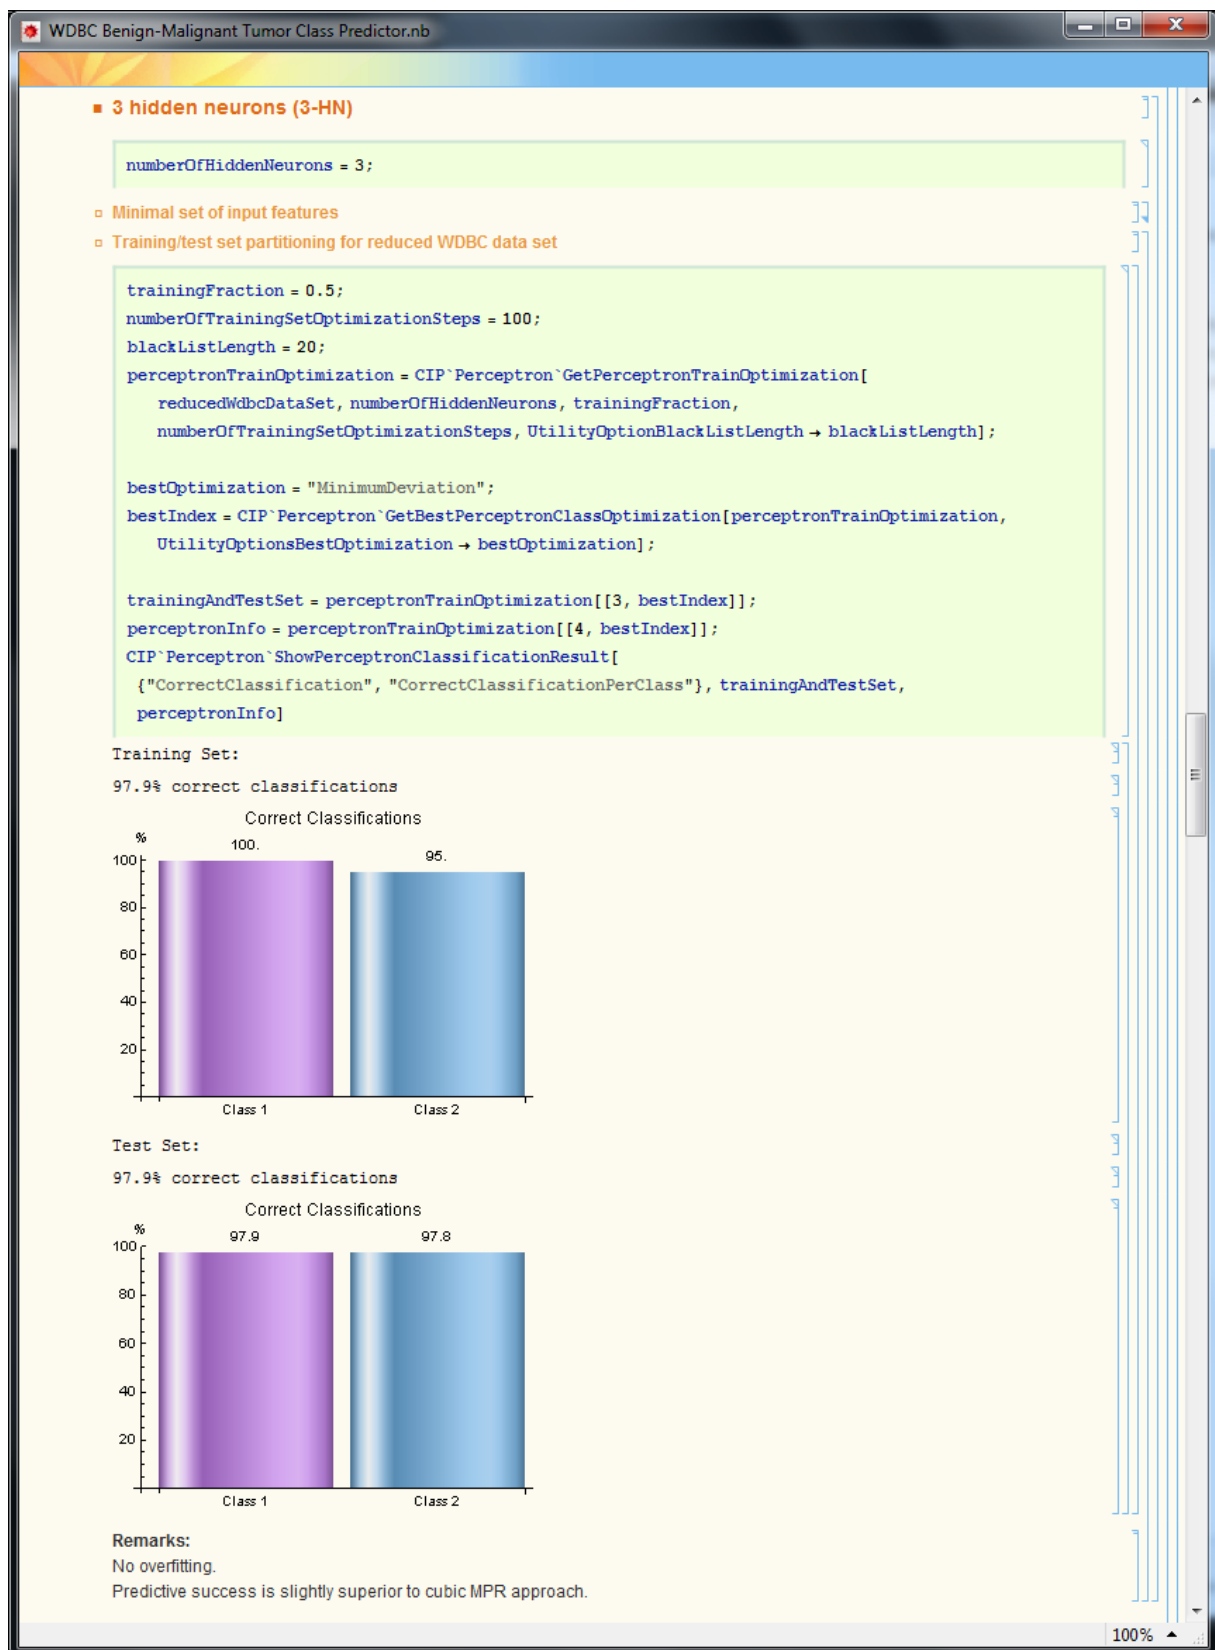 WDBC Benign-Malignant Tumor Class Predictor.nb
3 hidden neurons (3-HN)
numberOfHiddenNeurons = 3;
Minimal set of input features
Training/test set partitioning for reduced WDBC data set
trainingFraction = 0.5;
numberOfTrainingSetOptimizationSteps = 100;
blackListLength = 20;
perceptronTrainOptimization = CIP`Perceptron`GetPerceptronTrainOptimization[
reducedWdbcDataSet, numberOfHiddenNeurons, trainingFraction,
numberOfTrainingSetOptimizationSteps, UtilityOptionBlackListLength → blackListLength];
bestOptimization = "MinimumDeviation";
bestIndex = CIP`Perceptron`GetBestPerceptronClassOptimization[perceptronTrainOptimization,
UtilityOptionsBestOptimization → bestOptimization];
trainingAndTestSet = perceptronTrainOptimization[[3, bestIndex]];
perceptronInfo = perceptronTrainOptimization[[4, bestIndex]];
CIP`Perceptron`ShowPerceptronClassificationResult[
{"CorrectClassification", "CorrectClassificationPerClass"}, trainingAndTestSet,
perceptronInfo]
Training Set:
97.9% correct classifications
Correct Classifications
%
100.
95.
100
80
60
40
20
Class 1
Class 2
Test Set:
97.9% correct classifications
Correct Classifications
%
97.9
97.8
100
80
60
40
20
Class 1
Class 2
Remarks:
No overfitting.
Predictive success is slightly superior to cubic MPR approach.
100%